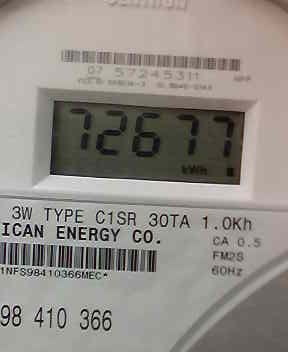 CENTRON
07 57245311
72677
kWh
3W TYPE C1SR 30TA 1.0Kh
ICAN ENERGY CO.
CA 0.5
FM2S
60Hz
1NFS98410366MEC*
98 410 366